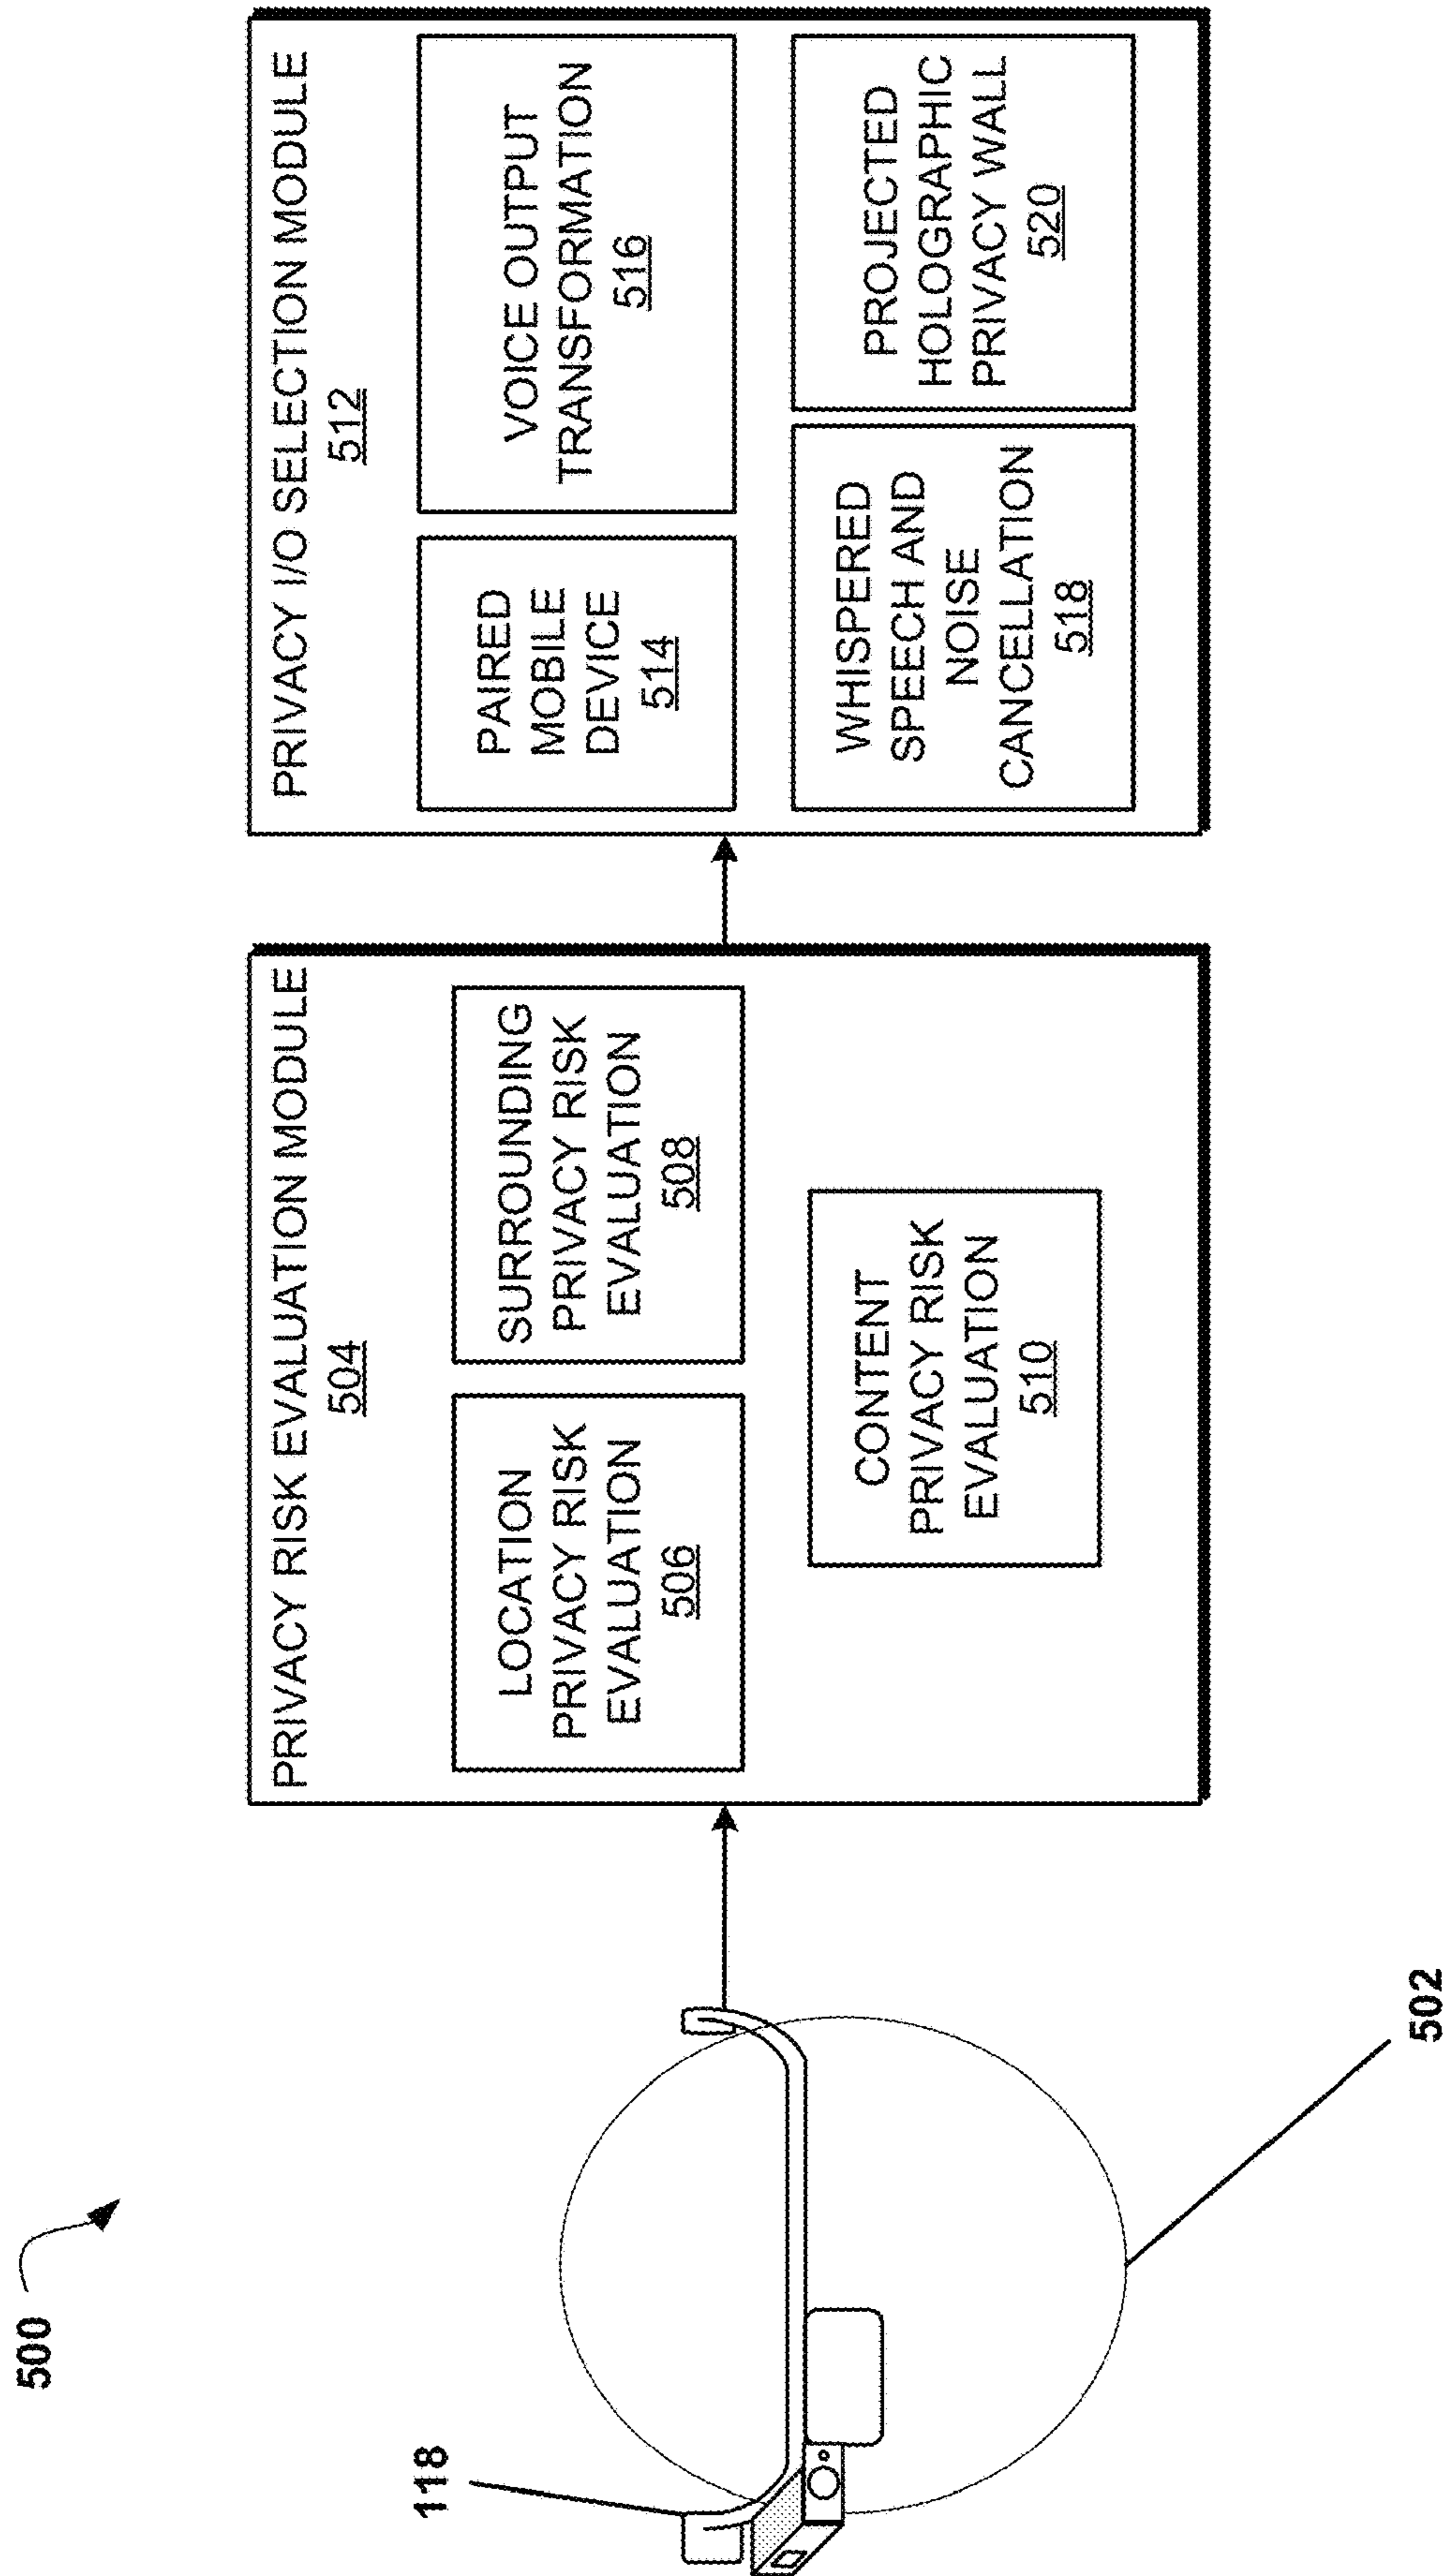 500
118
502
PRIVACY RISK EVALUATION MODULE
504
LOCATION
PRIVACY RISK
EVALUATION
506
SURROUNDING
PRIVACY RISK
EVALUATION
508
CONTENT
PRIVACY RISK
EVALUATION
510
PRIVACY I/O SELECTION MODULE
512
PAIRED
MOBILE
DEVICE
514
VOICE OUTPUT
TRANSFORMATION
516
WHISPERED
SPEECH AND
NOISE
CANCELLATION
518
PROJECTED
HOLOGRAPHIC
PRIVACY WALL
520